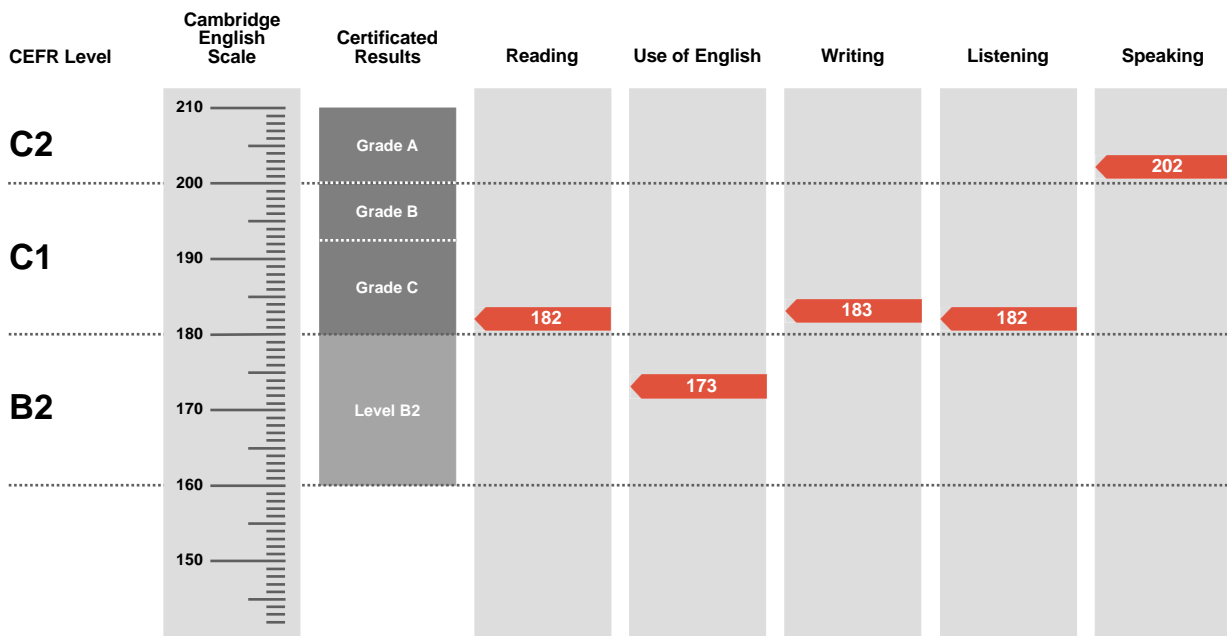 CEFR Level
Cambridge
English
Scale
Certificated
Results
Reading
Use of English
Writing
Listening
Speaking
210
C2
Grade A
202
200
Grade B
C1
190
Grade C
182
183
182
180
173
B2
170
Level B2
160
150